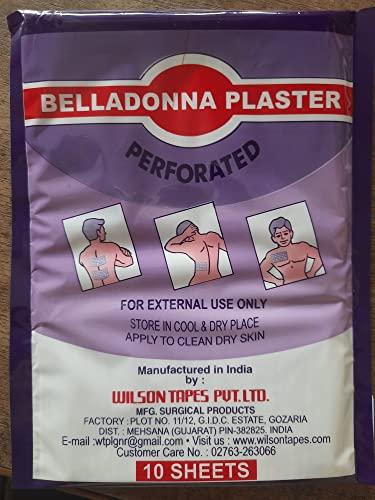 BELLADONNA PLASTER
PERFORATED
FOR EXTERNAL USE ONLY
STORE IN COOL & DRY PLACE
APPLY TO CLEAN DRY SKIN
Manufactured in India
by :
WILSON TAPES PVT.LTD.
MFG. SURGICAL PRODUCTS
FACTORY : PLOT NO. 11/12, G.I.D.C. ESTATE, GOZARIA
DIST. : MEHSANA (GUJARAT) PIN-382825. INDIA
E-mail :wtplgnr@gmail.com • Visit us : www.wilsontapes.com
Customer Care No. : 02763-263066
10 SHEETS